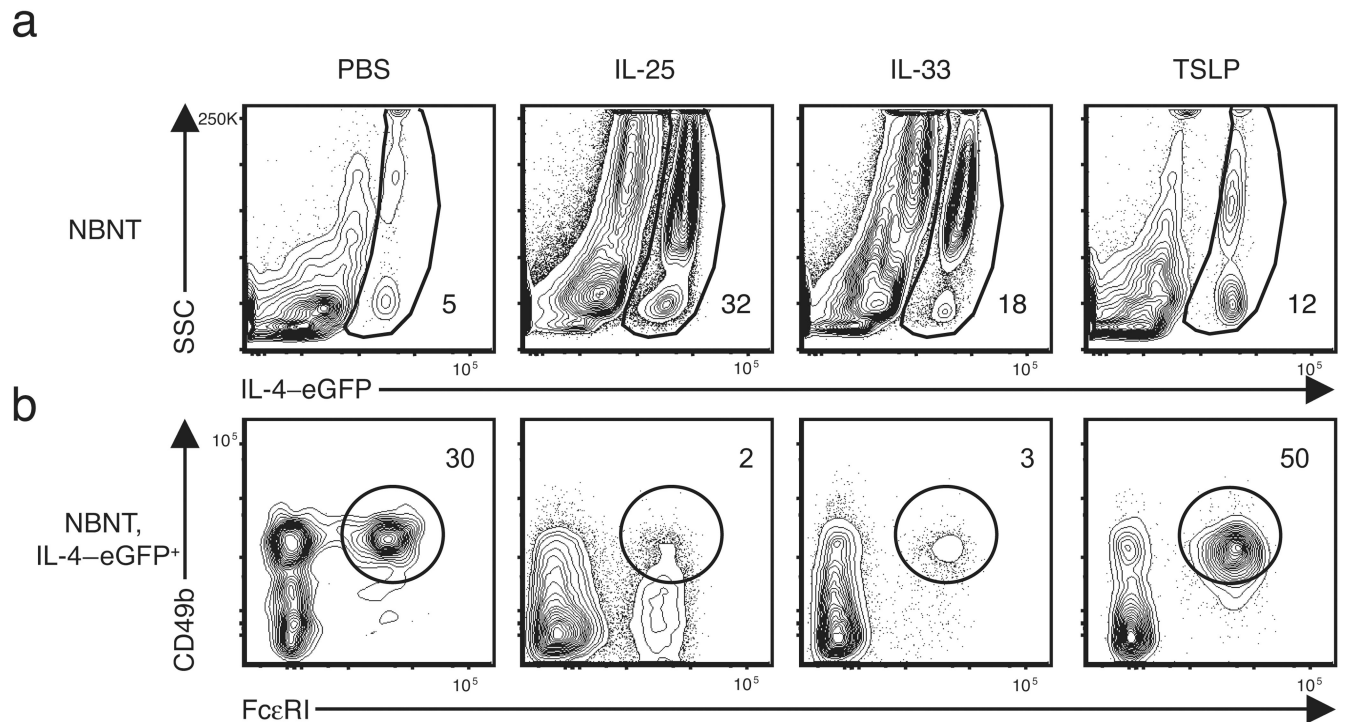 a
PBS IL-25 IL-33 TSLP
250K
NBNT
SSC
5 32 18 12
10⁵ 10⁵ 10⁵ 10⁵
IL-4–eGFP
b
10⁵
30 2 3 50
NBNT,
IL-4–eGFP⁺
CD49b
10⁵ 10⁵ 10⁵ 10⁵
FcεRI